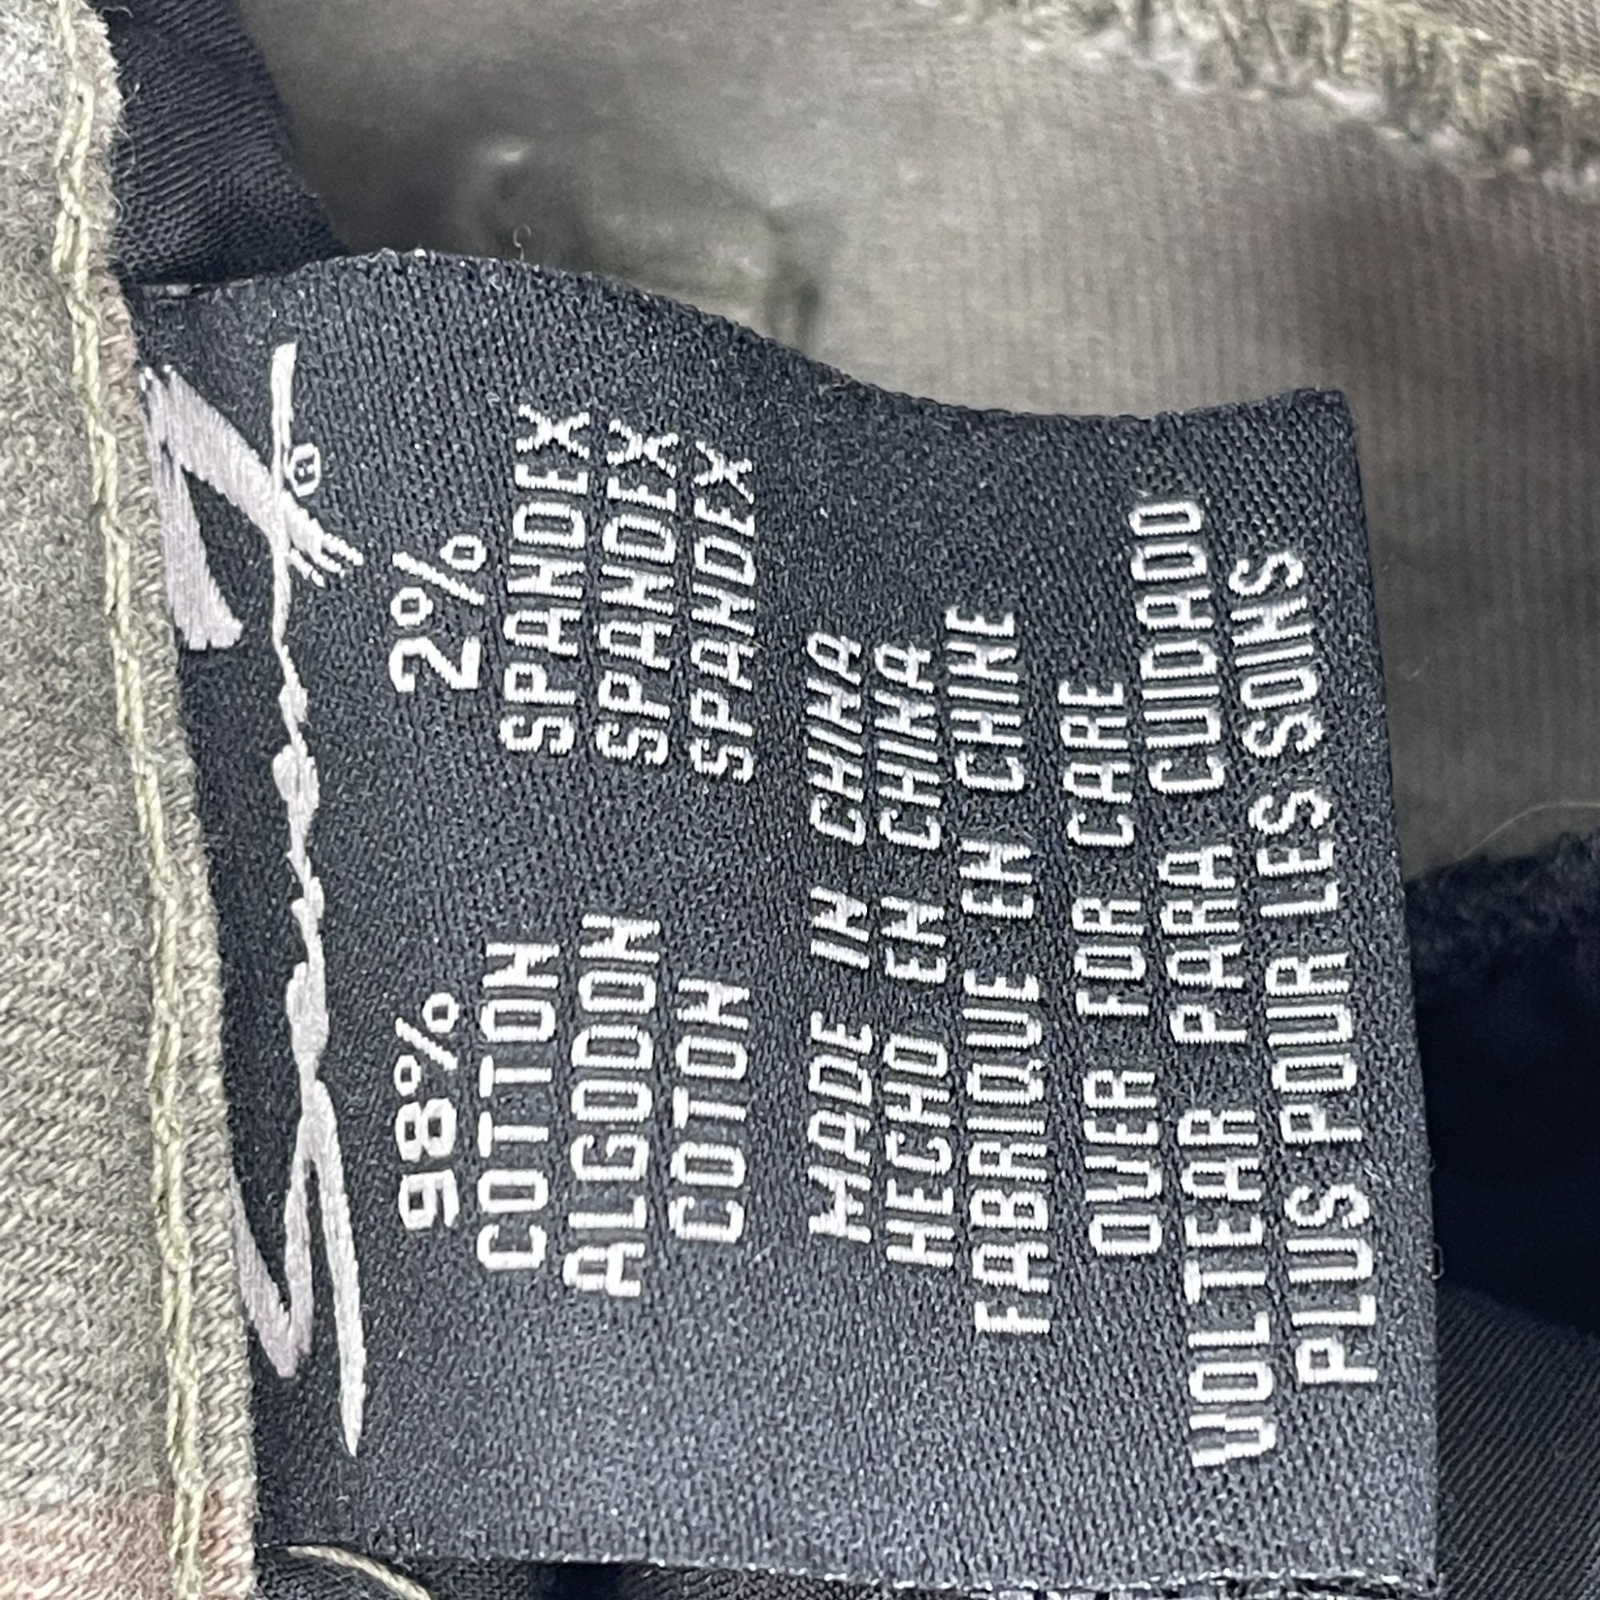 98% 2%
COTTON SPANDEX
ALGODON SPANDEX
COTON SPANDEX
MADE IN CHINA
HECHO EN CHINA
FABRIQUE EN CHINE
OVER FOR CARE
VOLTEAR PARA CUIDADO
PLUS POUR LES SOINS